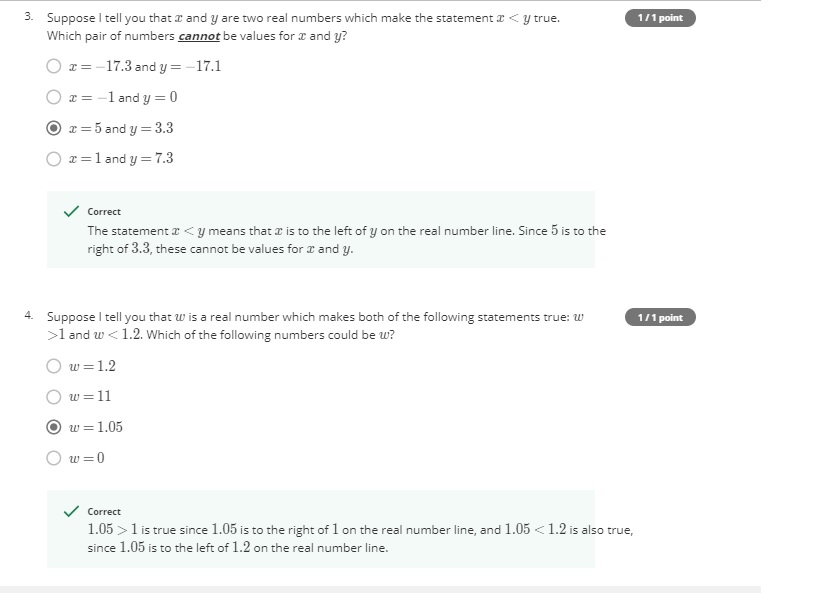 3. Suppose I tell you that x and y are two real numbers which make the statement x < y true. 1 / 1 point
Which pair of numbers cannot be values for x and y?
x = −17.3 and y = −17.1
x = −1 and y = 0
x = 5 and y = 3.3
x = 1 and y = 7.3
Correct
The statement x < y means that x is to the left of y on the real number line. Since 5 is to the
right of 3.3, these cannot be values for x and y.
4. Suppose I tell you that w is a real number which makes both of the following statements true: w 1 / 1 point
>1 and w < 1.2. Which of the following numbers could be w?
w = 1.2
w = 11
w = 1.05
w = 0
Correct
1.05 > 1 is true since 1.05 is to the right of 1 on the real number line, and 1.05 < 1.2 is also true,
since 1.05 is to the left of 1.2 on the real number line.